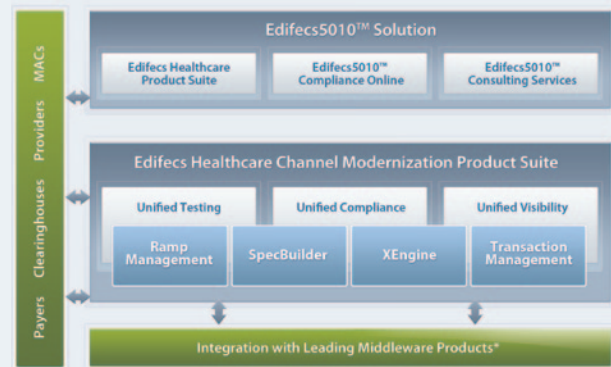 Edifecs5010™ Solution
Edifecs Healthcare
Product Suite
Edifecs5010™
Compliance Online
Edifecs5010™
Consulting Services
MACs
Providers
Clearinghouses
Payers
Edifecs Healthcare Channel Modernization Product Suite
Unified Testing
Unified Compliance
Unified Visibility
Ramp
Management
SpecBuilder
XEngine
Transaction
Management
Integration with Leading Middleware Products*